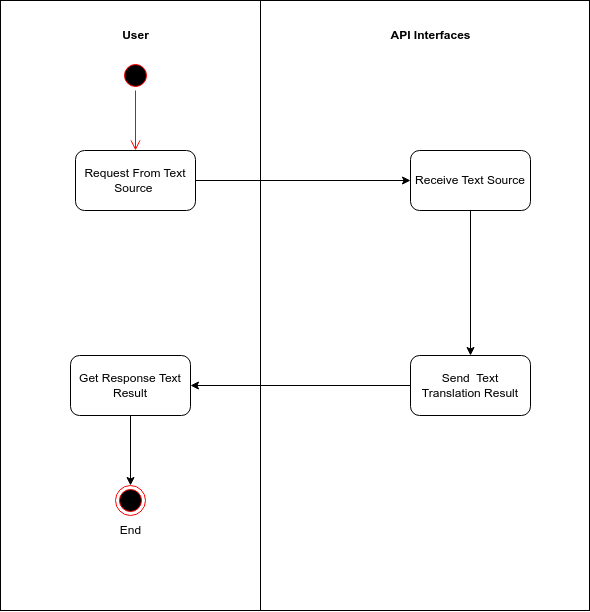 User
API Interfaces
Request From Text
Source
Receive Text Source
Get Response Text
Result
Send  Text
Translation Result
End